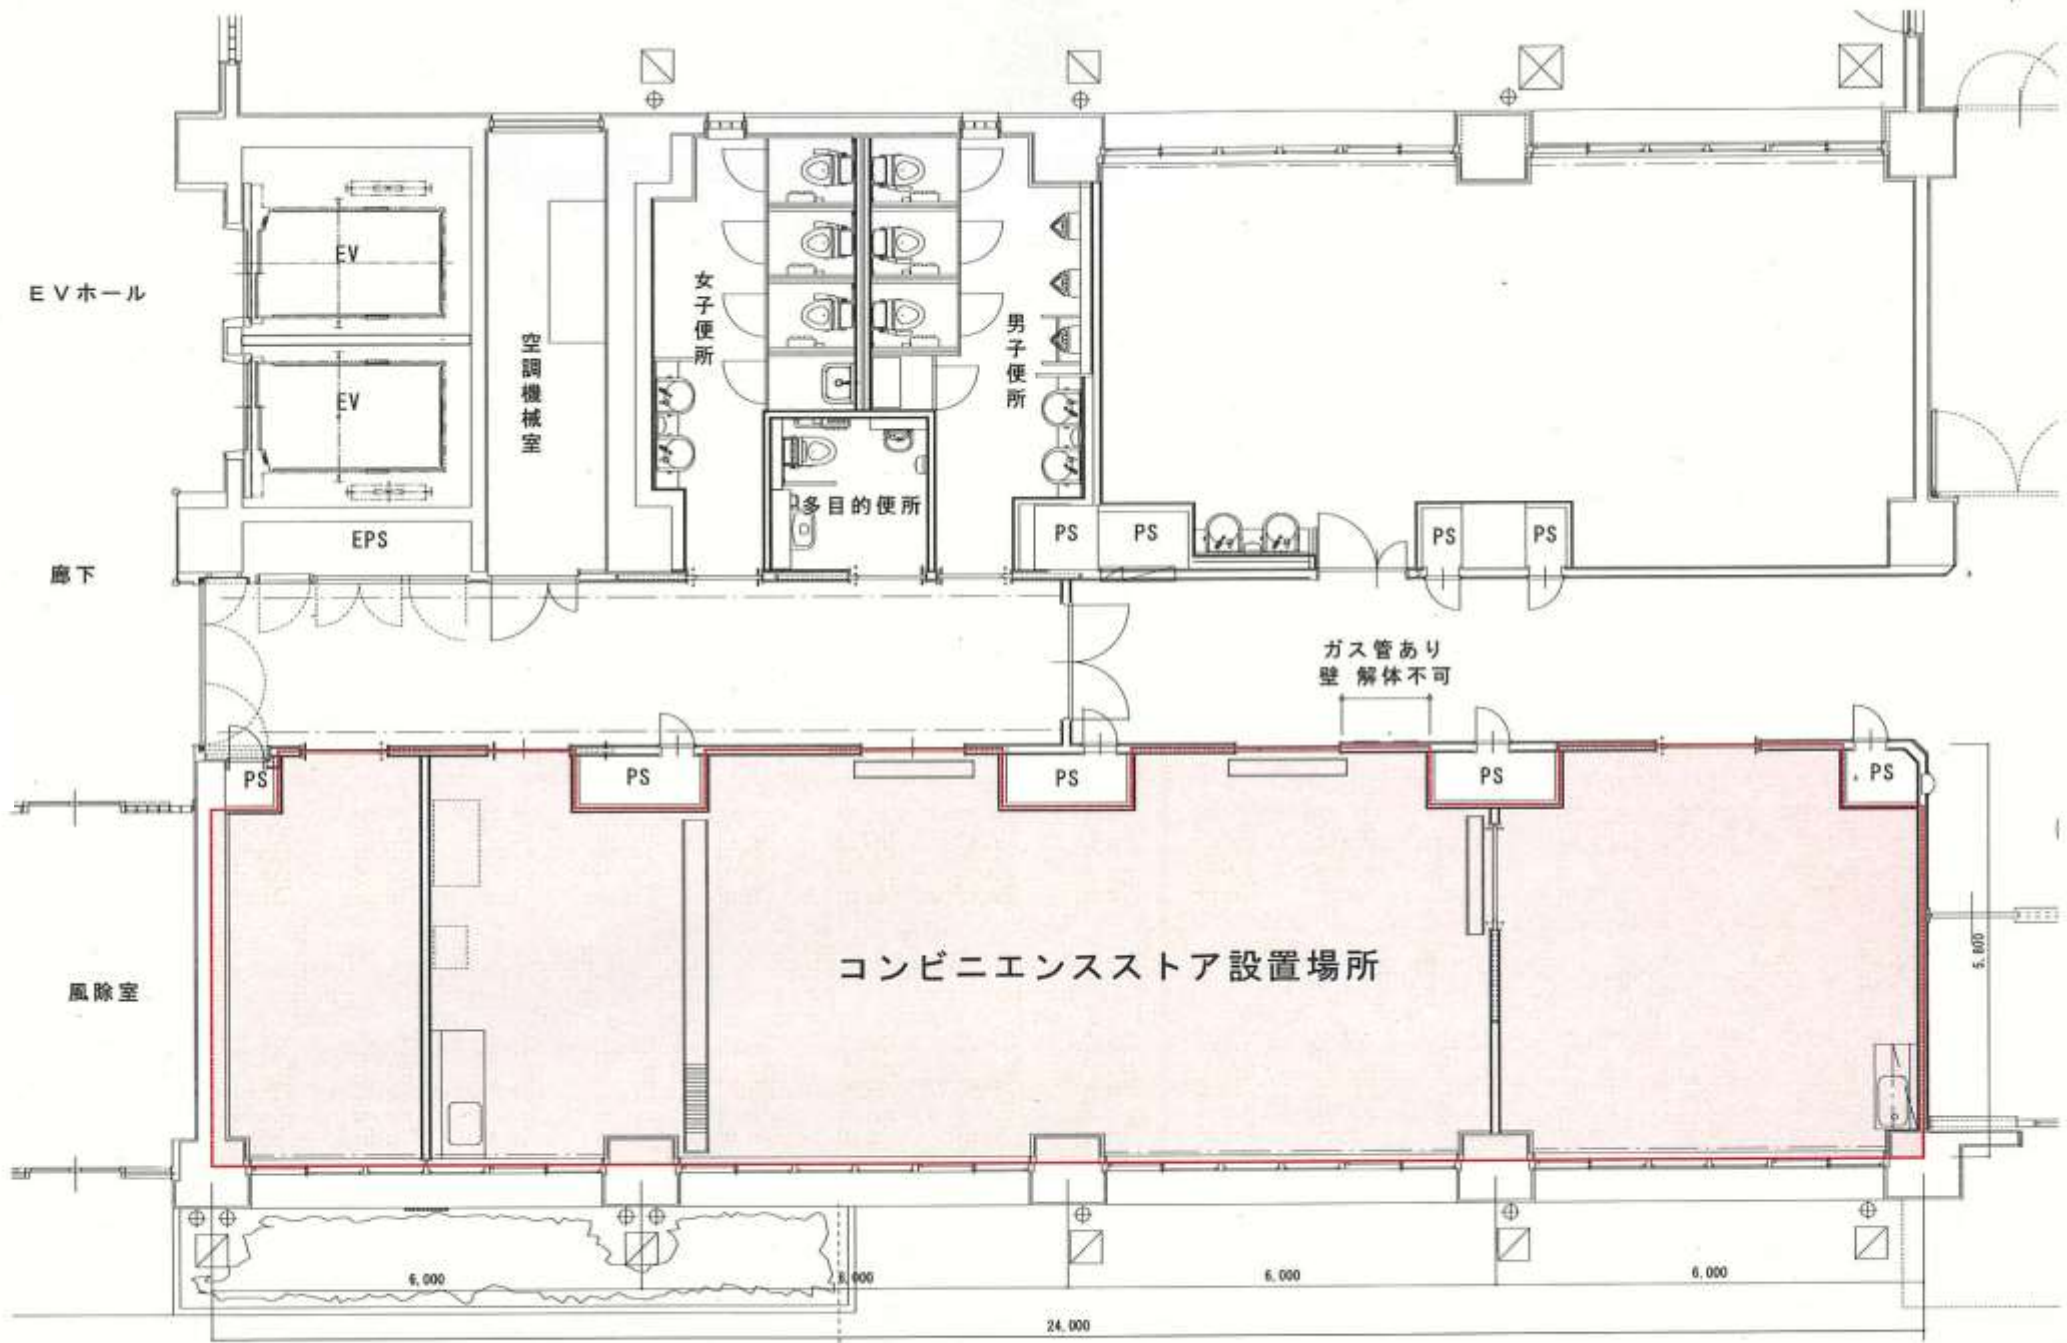 EV
EVホール
空調機械室
女子便所
男子便所
EV
多目的便所
EPS
PS
PS
PS
PS
廊下
ガス管あり
壁 解体不可
PS
PS
PS
PS
PS
コンビニエンスストア設置場所
風除室
5,800
6,000
6,000
6,000
6,000
24,000